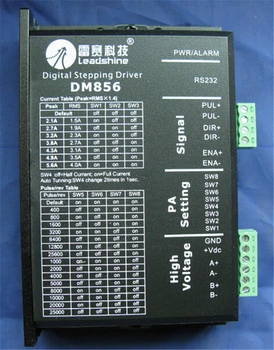 雷赛科技
Leadshine
Digital Stepping Driver
DM856
Current Table (Peak=RMS×1.4)
Peak RMS SW1 SW2 SW3
2.1A 1.5A off off off
2.7A 1.9A on off off
3.2A 2.3A off on off
3.8A 2.7A on on off
4.3A 3.1A off off on
4.9A 3.5A on off on
5.6A 4.0A on on on
SW4 off=Half Current; on=Full Current
Auto Tunning:SW4 change 2times in 1sec.
Pulse/rev Table
Pulse/rev SW5 SW6 SW7 SW8
Default on on on on
400 off on on on
800 on off on on
1600 off off on on
3200 on on off on
6400 off on off on
12800 on off off on
25600 off off off on
1000 on on on off
2000 off on on off
4000 on off on off
5000 off off on off
8000 on on off off
10000 off on off off
20000 on off off off
25000 off off off off
PWR/ALARM
RS232
Signal
PUL+
PUL-
DIR+
DIR-
ENA+
ENA-
PA Setting
SW8
SW7
SW6
SW5
SW4
SW3
SW2
SW1
High Voltage
GND
+Vdc
A+
A-
B+
B-